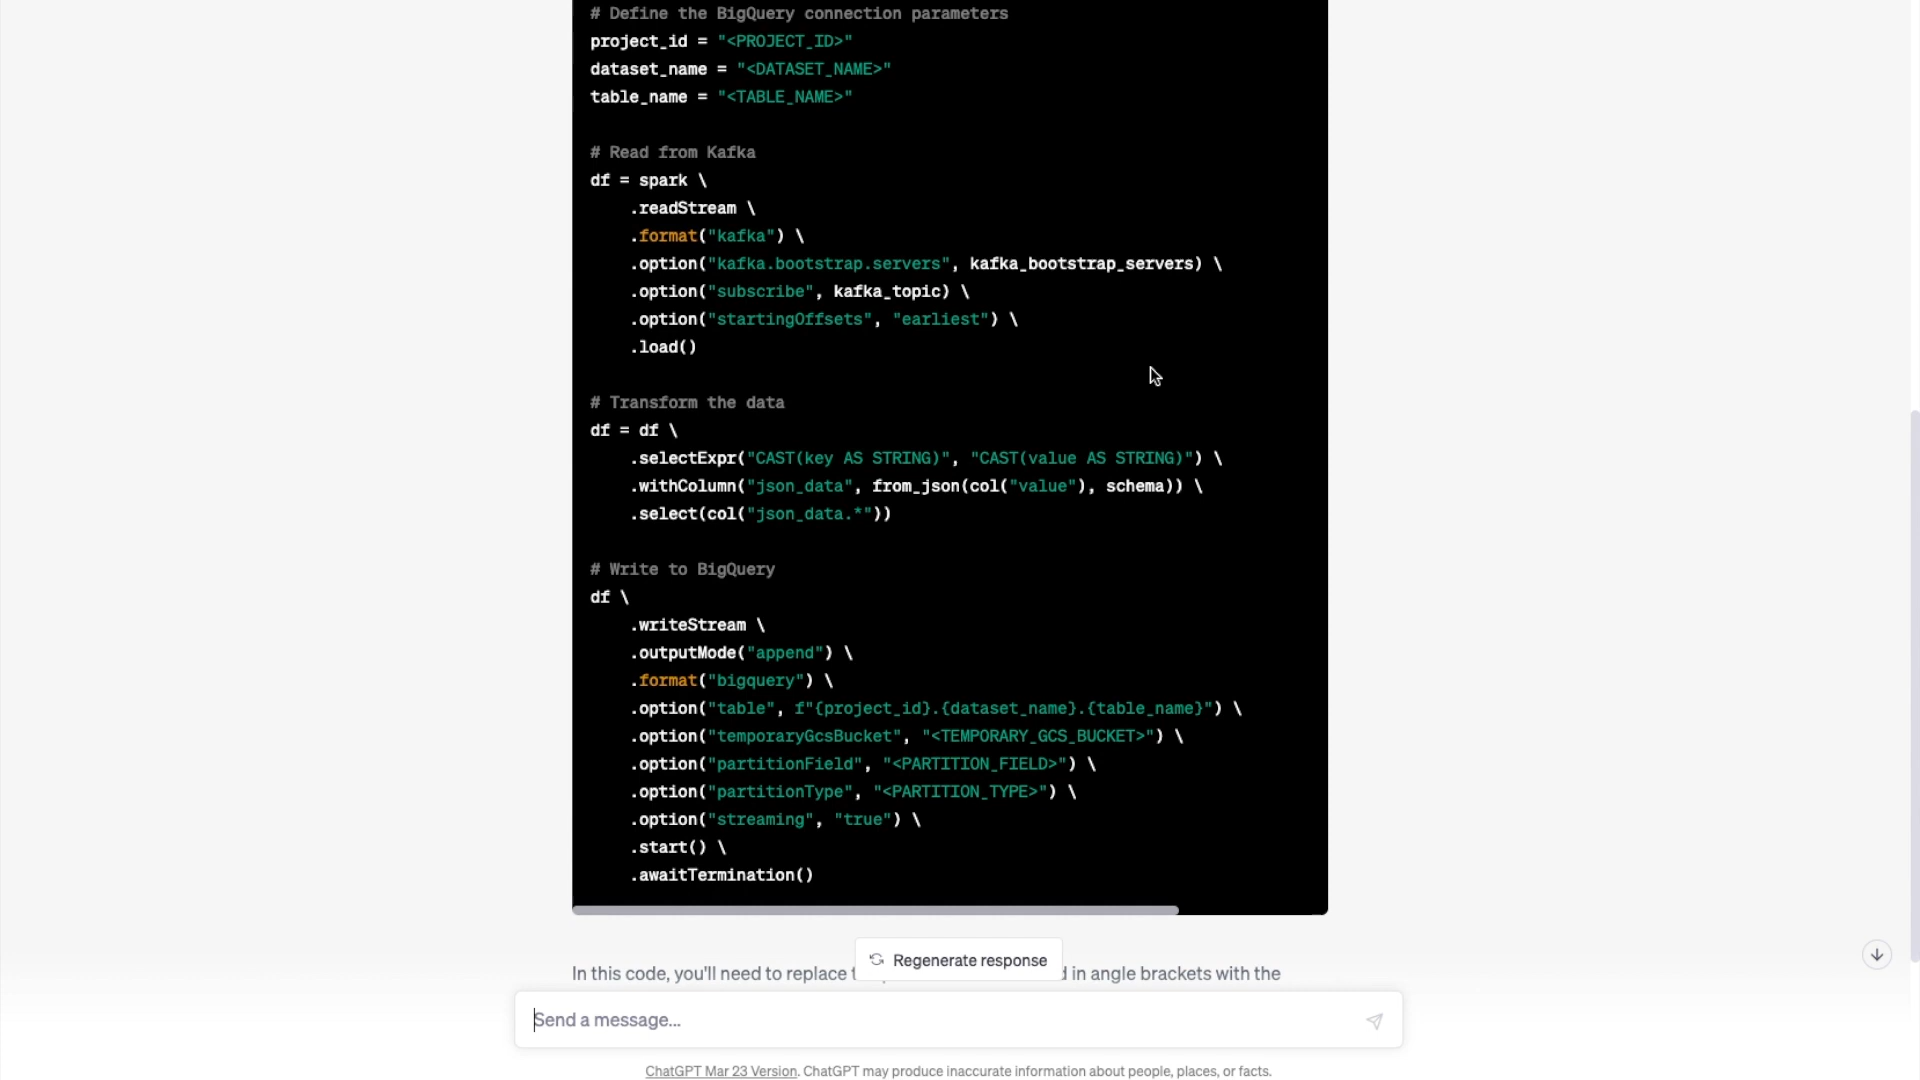 # Define the BigQuery connection parameters
project_id = "<PROJECT_ID>"
dataset_name = "<DATASET_NAME>"
table_name = "<TABLE_NAME>"
# Read from Kafka
df = spark \
    .readStream \
    .format("kafka") \
    .option("kafka.bootstrap.servers", kafka_bootstrap_servers) \
    .option("subscribe", kafka_topic) \
    .option("startingOffsets", "earliest") \
    .load()
# Transform the data
df = df \
    .selectExpr("CAST(key AS STRING)", "CAST(value AS STRING)") \
    .withColumn("json_data", from_json(col("value"), schema)) \
    .select(col("json_data.*"))
# Write to BigQuery
df \
    .writeStream \
    .outputMode("append") \
    .format("bigquery") \
    .option("table", f"{project_id}.{dataset_name}.{table_name}") \
    .option("temporaryGcsBucket", "<TEMPORARY_GCS_BUCKET>") \
    .option("partitionField", "<PARTITION_FIELD>") \
    .option("partitionType", "<PARTITION_TYPE>") \
    .option("streaming", "true") \
    .start() \
    .awaitTermination()
In this code, you'll need to replace in angle brackets with the
Regenerate response
Send a message...
ChatGPT Mar 23 Version. ChatGPT may produce inaccurate information about people, places, or facts.